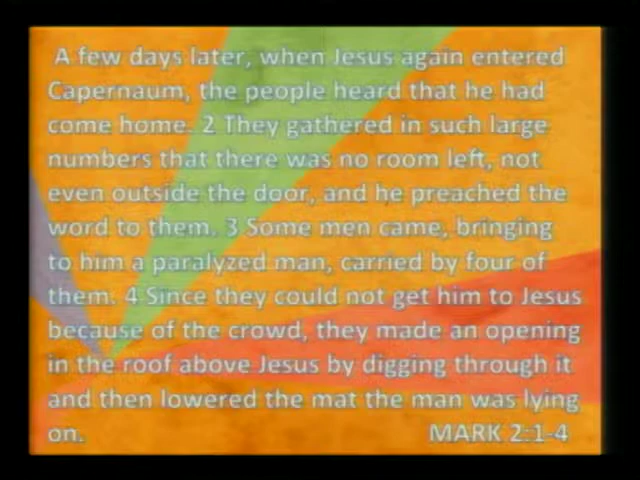 A few days later, when Jesus again entered
Capernaum, the people heard that he had
come home. 2 They gathered in such large
numbers that there was no room left, not
even outside the door, and he preached the
word to them. 3 Some men came, bringing
to him a paralyzed man, carried by four of
them. 4 Since they could not get him to Jesus
because of the crowd, they made an opening
in the roof above Jesus by digging through it
and then lowered the mat the man was lying
on. MARK 2:1-4